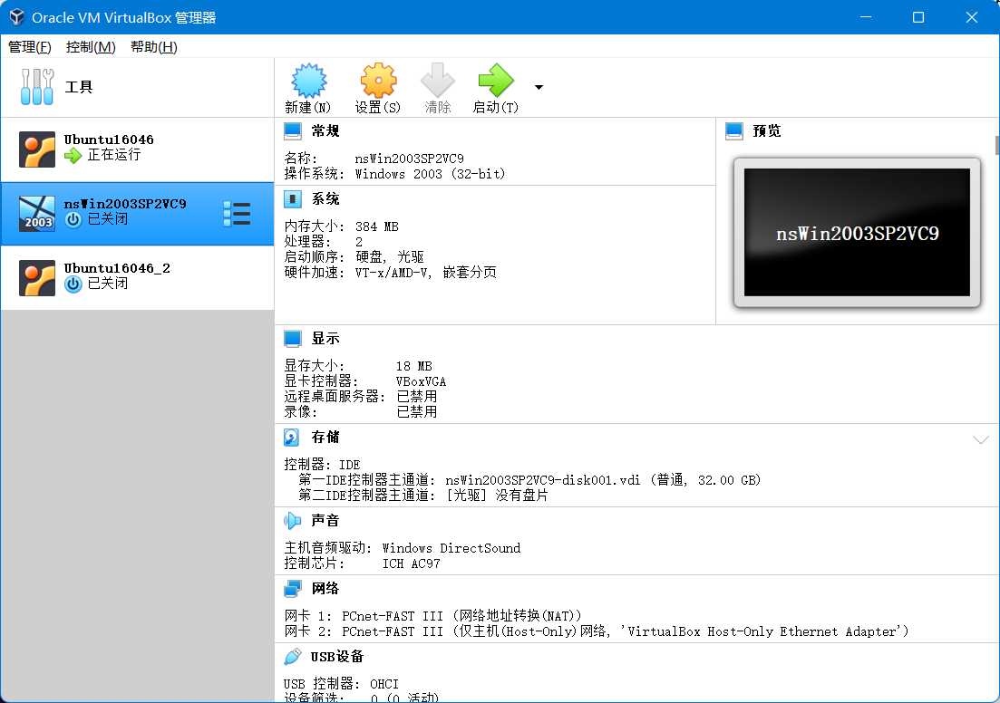 Oracle VM VirtualBox 管理器
管理(F) 控制(M) 帮助(H)
工具
新建(N) 设置(S) 清除 启动(T)
Ubuntu16046
正在运行
nsWin2003SP2VC9
已关闭
2003
Ubuntu16046_2
已关闭
常规
名称: nsWin2003SP2VC9
操作系统: Windows 2003 (32-bit)
预览
nsWin2003SP2VC9
系统
内存大小: 384 MB
处理器: 2
启动顺序: 硬盘, 光驱
硬件加速: VT-x/AMD-V, 嵌套分页
显示
显存大小: 18 MB
显卡控制器: VBoxVGA
远程桌面服务器: 已禁用
录像: 已禁用
存储
控制器: IDE
第一IDE控制器主通道: nsWin2003SP2VC9-disk001.vdi (普通, 32.00 GB)
第二IDE控制器主通道: [光驱] 没有盘片
声音
主机音频驱动: Windows DirectSound
控制芯片: ICH AC97
网络
网卡 1: PCnet-FAST III (网络地址转换(NAT))
网卡 2: PCnet-FAST III (仅主机(Host-Only)网络, 'VirtualBox Host-Only Ethernet Adapter')
USB设备
USB 控制器: OHCI
设备筛选: 0 (0 活动)